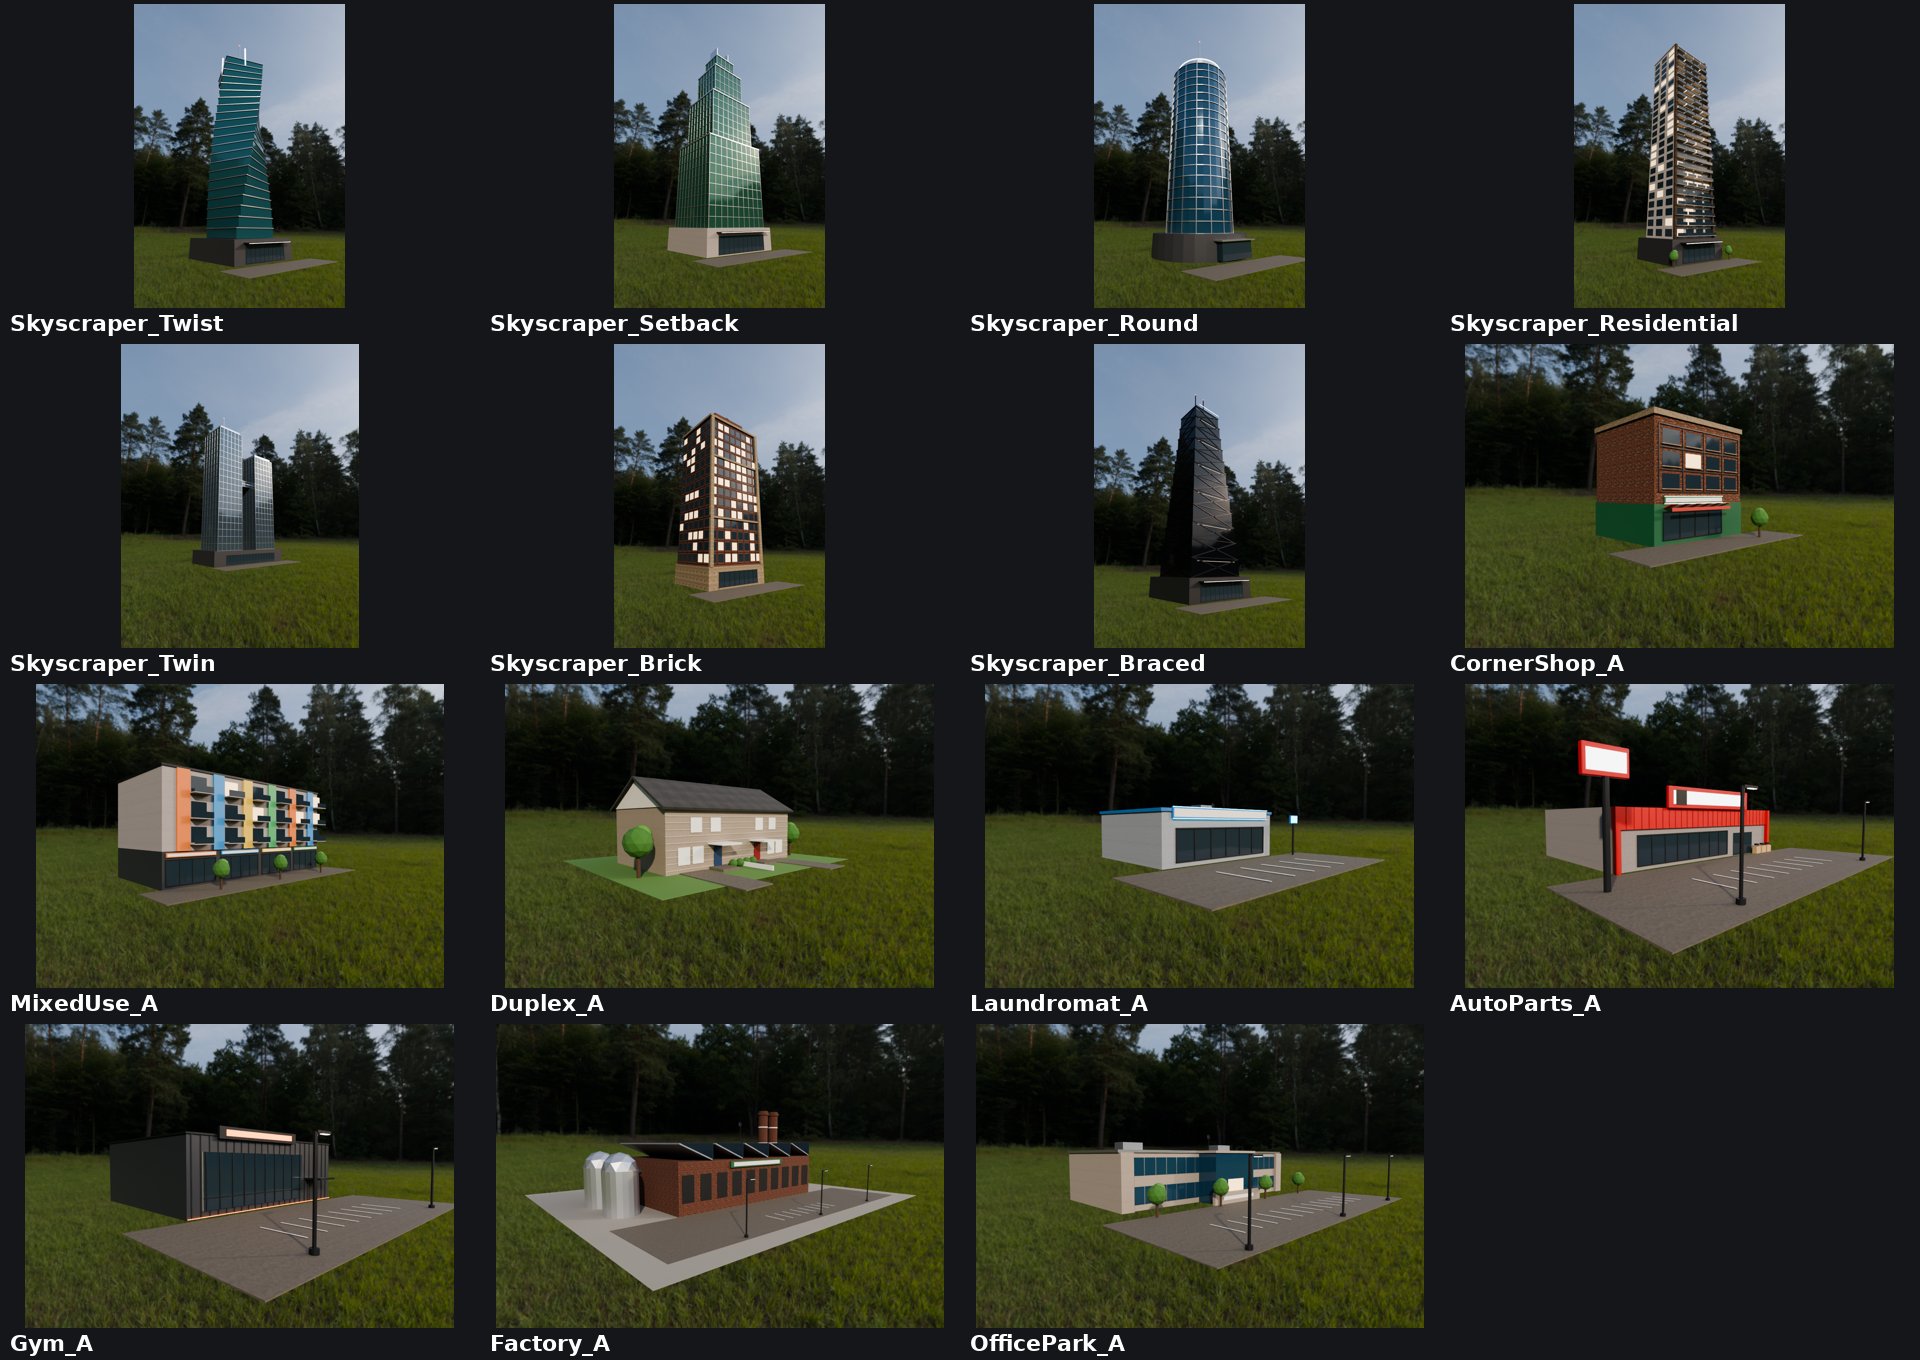 Skyscraper_Twist
Skyscraper_Setback
Skyscraper_Round
Skyscraper_Residential
Skyscraper_Twin
Skyscraper_Brick
Skyscraper_Braced
CornerShop_A
MixedUse_A
Duplex_A
Laundromat_A
AutoParts_A
Gym_A
Factory_A
OfficePark_A